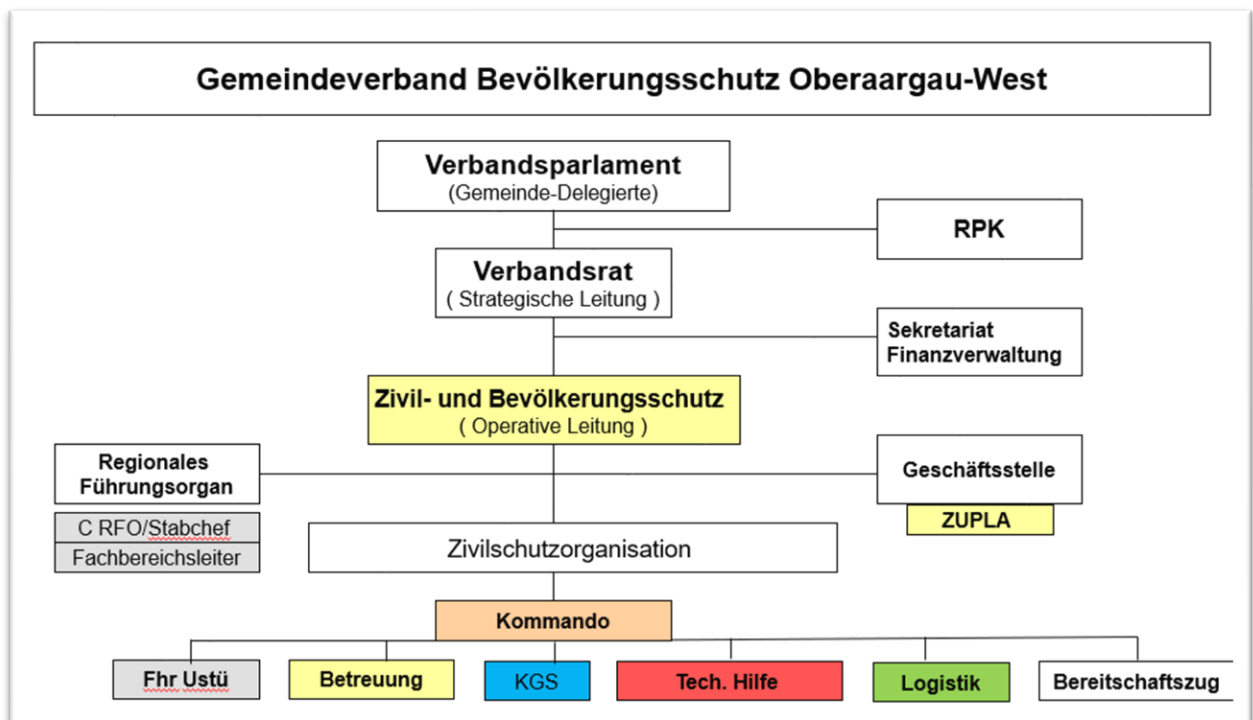 Gemeindeverband Bevölkerungsschutz Oberaargau-West
Verbandsparlament
(Gemeinde-Delegierte)
RPK
Verbandsrat
( Strategische Leitung )
Sekretariat
Finanzverwaltung
Zivil- und Bevölkerungsschutz
( Operative Leitung )
Regionales
Führungsorgan
Geschäftsstelle
C RFO/Stabchef
Fachbereichsleiter
ZUPLA
Zivilschutzorganisation
Kommando
Fhr Ustü
Betreuung
KGS
Tech. Hilfe
Logistik
Bereitschaftszug